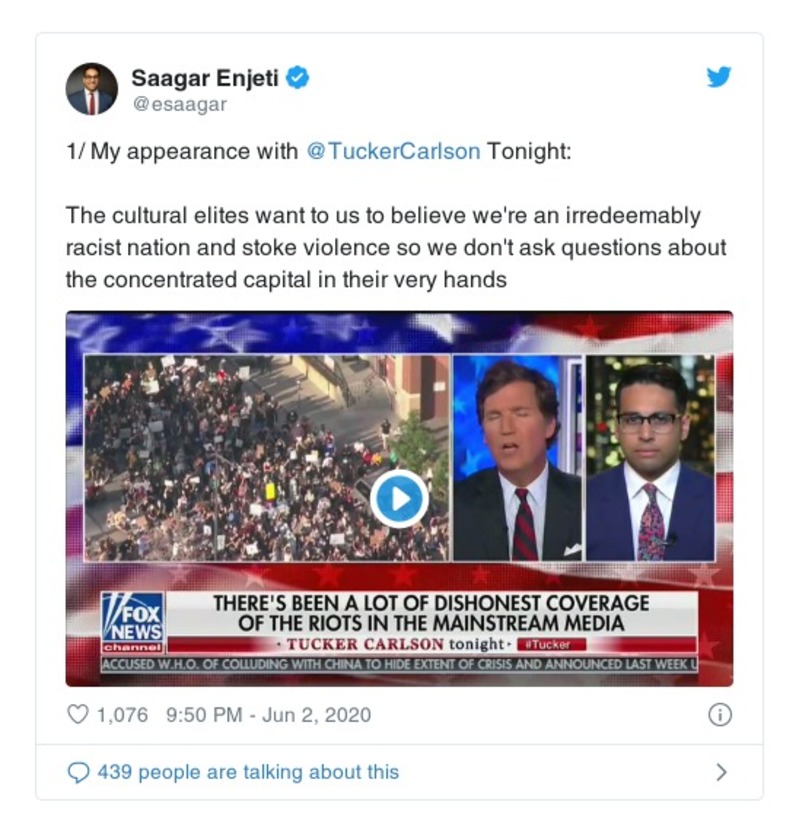 Saagar Enjeti
@esaagar
1/ My appearance with @TuckerCarlson Tonight:
The cultural elites want to us to believe we're an irredeemably
racist nation and stoke violence so we don't ask questions about
the concentrated capital in their very hands
FOX
NEWS
channel
THERE'S BEEN A LOT OF DISHONEST COVERAGE
OF THE RIOTS IN THE MAINSTREAM MEDIA
· TUCKER CARLSON tonight · #Tucker
ACCUSED W.H.O. OF COLLUDING WITH CHINA TO HIDE EXTENT OF CRISIS AND ANNOUNCED LAST WEEK U
1,076 9:50 PM - Jun 2, 2020
439 people are talking about this